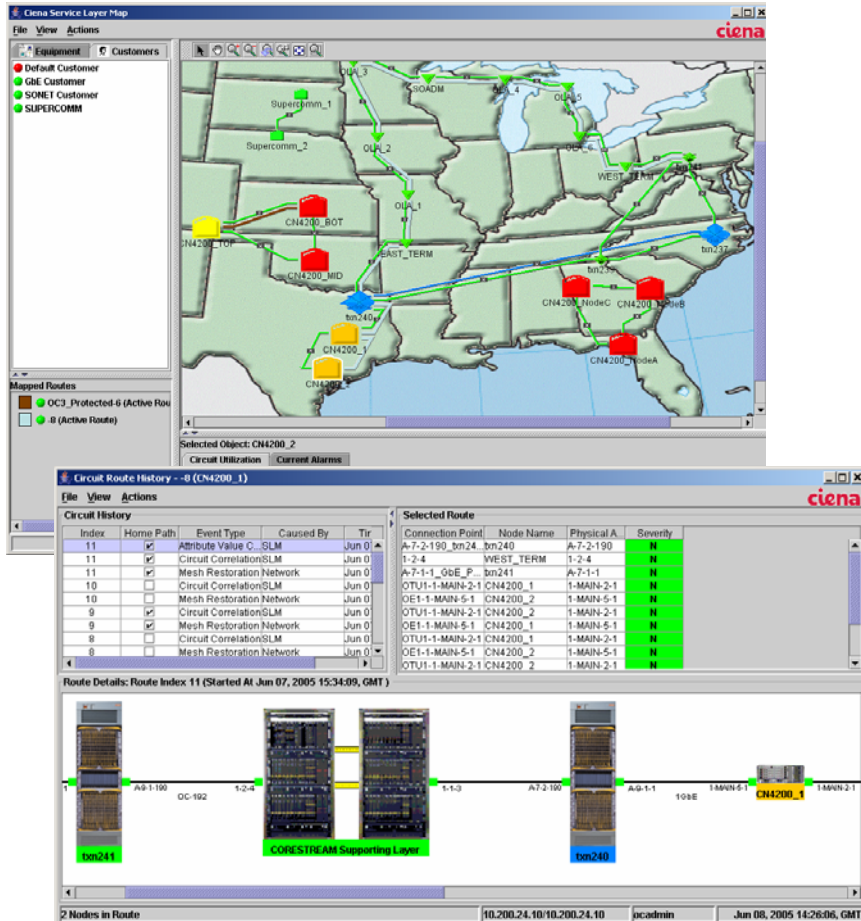 Ciena Service Layer Map
File View Actions
ciena
Equipment Customers
Default Customer
GbE Customer
SONET Customer
SUPERCOMM
OLA_3
SOADM
OLA_4
OLA_5
Supercomm_1
Supercomm_2
OLA_2
OLA_6
WEST_TERM
txn241
OLA_1
CN4200_BOT
CN4200_TOP
EAST_TERM
txn237
CN4200_MID
txn239
txn240
CN4200_NodeC CN4200_NodeB
CN4200_1
CN4200_NodeA
Mapped Routes
OC3_Protected-6 (Active Rou
-8 (Active Route)
Selected Object: CN4200_2
Circuit Utilization Current Alarms
Circuit Route History - -8 (CN4200_1)
File View Actions
ciena
Circuit History
Index Home Path Event Type Caused By Tir
11 Attribute Value C... SLM Jun 0
11 Circuit Correlation SLM Jun 0
11 Mesh Restoration Network Jun 0
10 Circuit Correlation SLM Jun 0
10 Mesh Restoration Network Jun 0
9 Circuit Correlation SLM Jun 0
9 Mesh Restoration Network Jun 0
8 Circuit Correlation SLM Jun 0
8 Mesh Restoration Network Jun 0
Selected Route
Connection Point Node Name Physical A... Severity
A-7-2-190_txn24... txn240 A-7-2-190 N
1-2-4 WEST_TERM 1-2-4 N
A-7-1-1_GbE_P... txn241 A-7-1-1 N
OTU1-1-MAIN-2-1 CN4200_1 1-MAIN-2-1 N
OE1-1-MAIN-5-1 CN4200_2 1-MAIN-5-1 N
OTU1-1-MAIN-2-1 CN4200_2 1-MAIN-2-1 N
OE1-1-MAIN-5-1 CN4200_1 1-MAIN-5-1 N
OTU1-1-MAIN-2-1 CN4200_1 1-MAIN-2-1 N
OE1-1-MAIN-5-1 CN4200_2 1-MAIN-5-1 N
OTU1-1-MAIN-2-1 CN4200_2 1-MAIN-2-1 N
Route Details: Route Index 11 (Started At Jun 07, 2005 15:34:09, GMT )
1 A-9-1-190 1-2-4 1-1-3 A-7-2-190 A-9-1-1 1-MAIN-5-1 1-MAIN-2-1
OC-192 1GbE CN4200_1
CORESTREAM Supporting Layer
txn241 txn240
2 Nodes in Route 10.200.24.10/10.200.24.10 ocadmin Jun 08, 2005 14:26:06, GMT